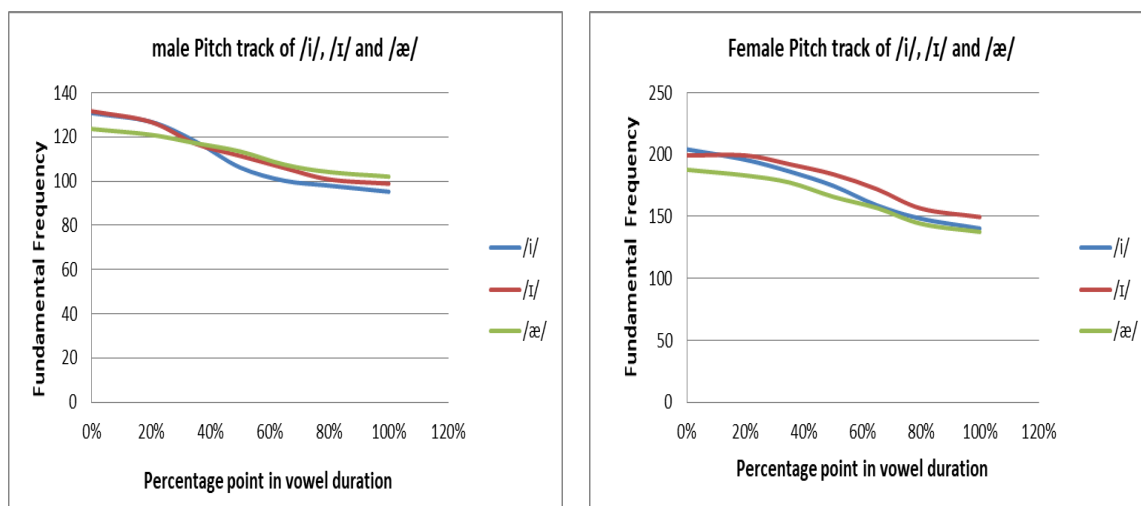 male Pitch track of /i/, /ɪ/ and /æ/
140
120
100
80
60
40
20
0
Fundamental Frequency
0% 20% 40% 60% 80% 100% 120%
Percentage point in vowel duration
/i/
/ɪ/
/æ/
Female Pitch track of /i/, /ɪ/ and /æ/
250
200
150
100
50
0
Fundamental Frequency
0% 20% 40% 60% 80% 100% 120%
Percentage point in vowel duration
/i/
/ɪ/
/æ/